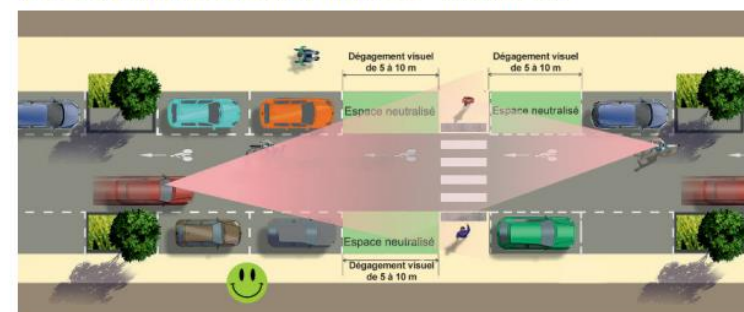 Dégagement visuel
de 5 à 10 m
Dégagement visuel
de 5 à 10 m
Espace neutralisé
Espace neutralisé
Espace neutralisé
Dégagement visuel
de 5 à 10 m